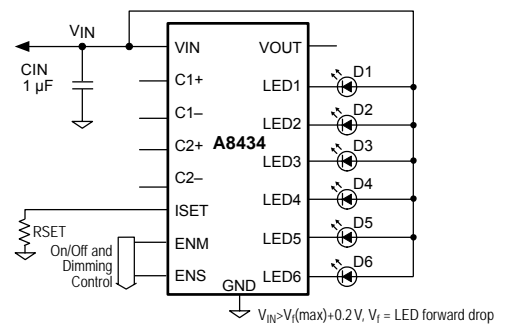 VIN
CIN
1 µF
VIN
C1+
C1–
C2+
C2–
ISET
ENM
ENS
A8434
GND
VOUT
LED1
LED2
LED3
LED4
LED5
LED6
D1
D2
D3
D4
D5
D6
RSET
On/Off and
Dimming
Control
VIN>Vf(max)+0.2 V, Vf = LED forward drop